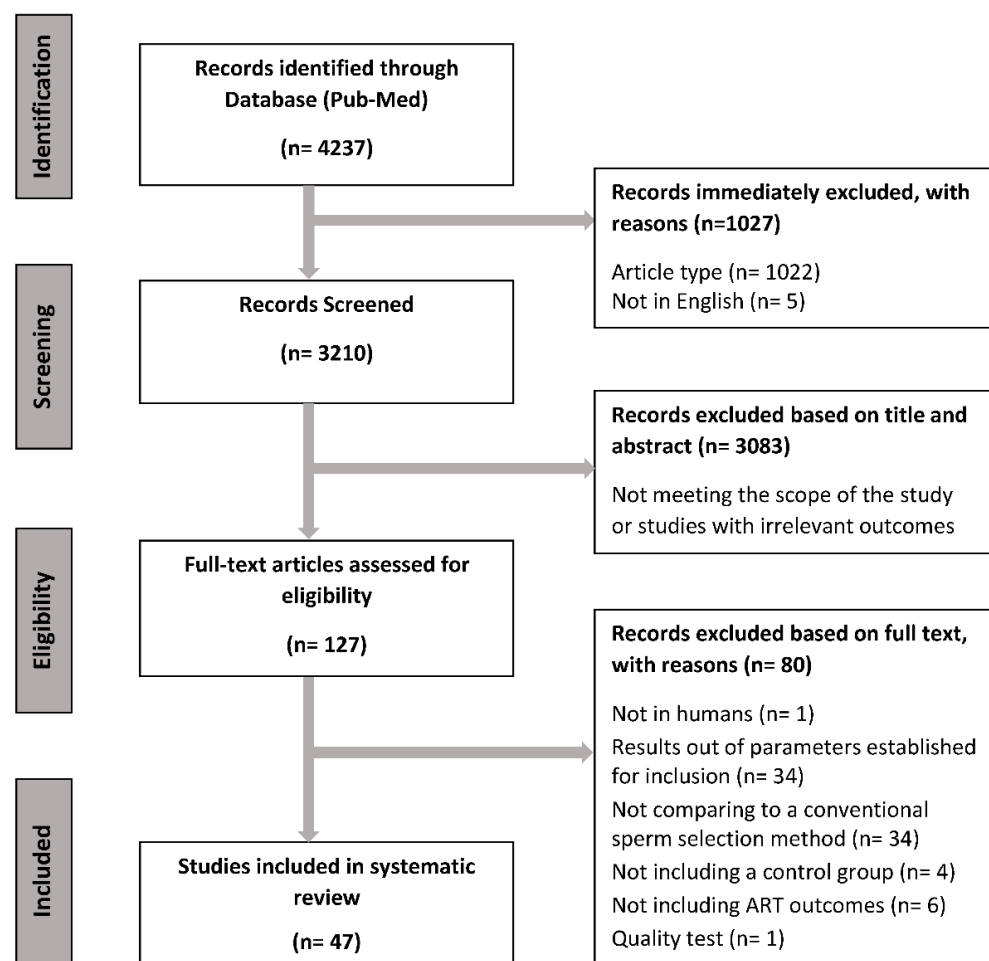 Identification
Records identified through
Database (Pub-Med)
(n= 4237)
Records immediately excluded, with
reasons (n=1027)
Article type (n= 1022)
Not in English (n= 5)
Screening
Records Screened
(n= 3210)
Records excluded based on title and
abstract (n= 3083)
Not meeting the scope of the study
or studies with irrelevant outcomes
Eligibility
Full-text articles assessed for
eligibility
(n= 127)
Records excluded based on full text,
with reasons (n= 80)
Not in humans (n= 1)
Results out of parameters established
for inclusion (n= 34)
Not comparing to a conventional
sperm selection method (n= 34)
Not including a control group (n= 4)
Not including ART outcomes (n= 6)
Quality test (n= 1)
Included
Studies included in systematic
review
(n= 47)